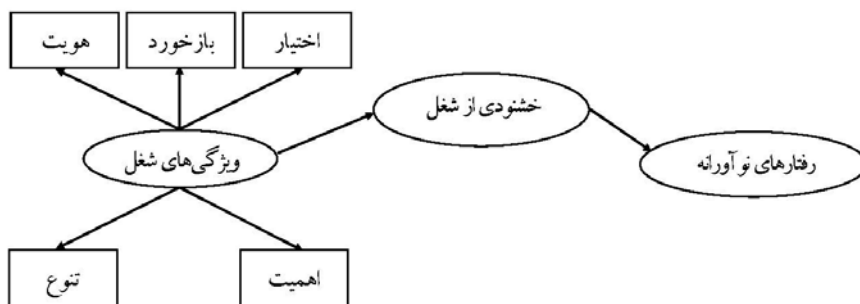 اختیار
بازخورد
هویت
خشنودی از شغل
ویژگی‌های شغل
رفتارهای نوآورانه
اهمیت
تنوع